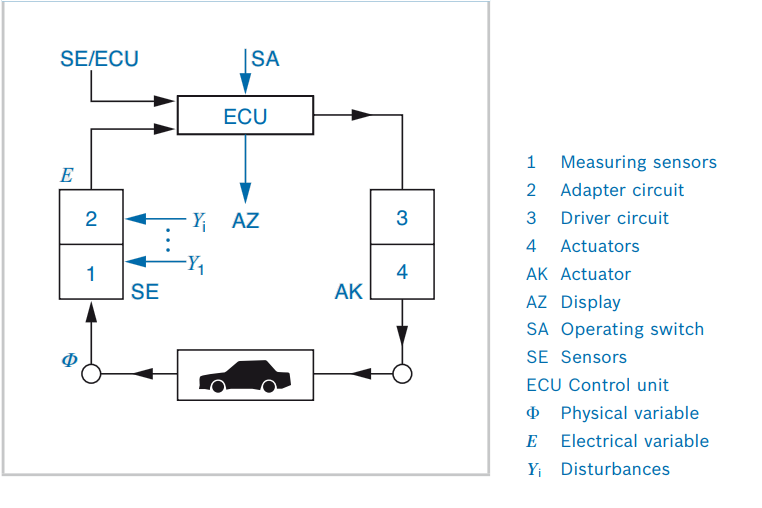 SE/ECU
SA
ECU
E
2
Yi
AZ
3
1
Y1
SE
AK
4
Φ
1 Measuring sensors
2 Adapter circuit
3 Driver circuit
4 Actuators
AK Actuator
AZ Display
SA Operating switch
SE Sensors
ECU Control unit
Φ Physical variable
E Electrical variable
Yi Disturbances